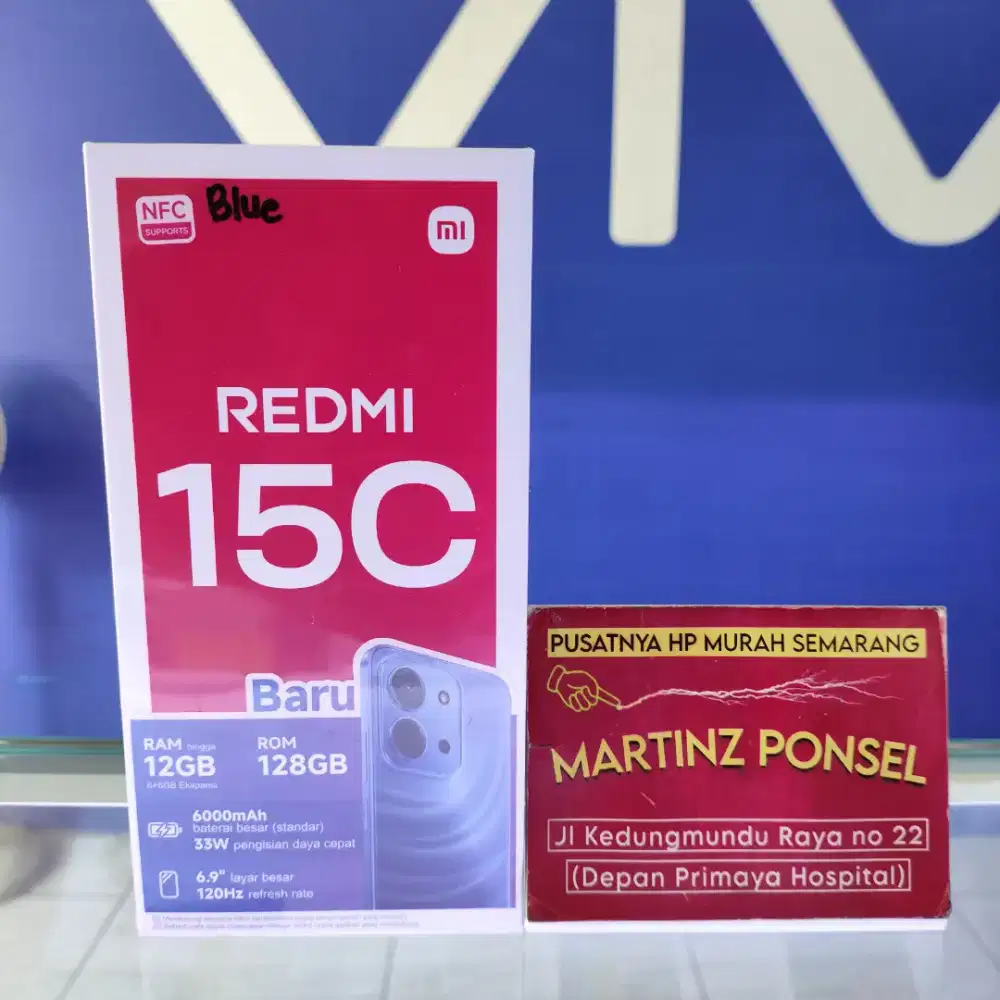 vivo
NFC
SUPPORTS
Blue
mi
REDMI
15C
Baru
RAM hingga
12GB
6+6GB Ekspansi
ROM
128GB
6000mAh
baterai besar (standar)
33W pengisian daya cepat
6.9" layar besar
120Hz refresh rate
PUSATNYA HP MURAH SEMARANG
MARTINZ PONSEL
Jl Kedungmundu Raya no 22
(Depan Primaya Hospital)